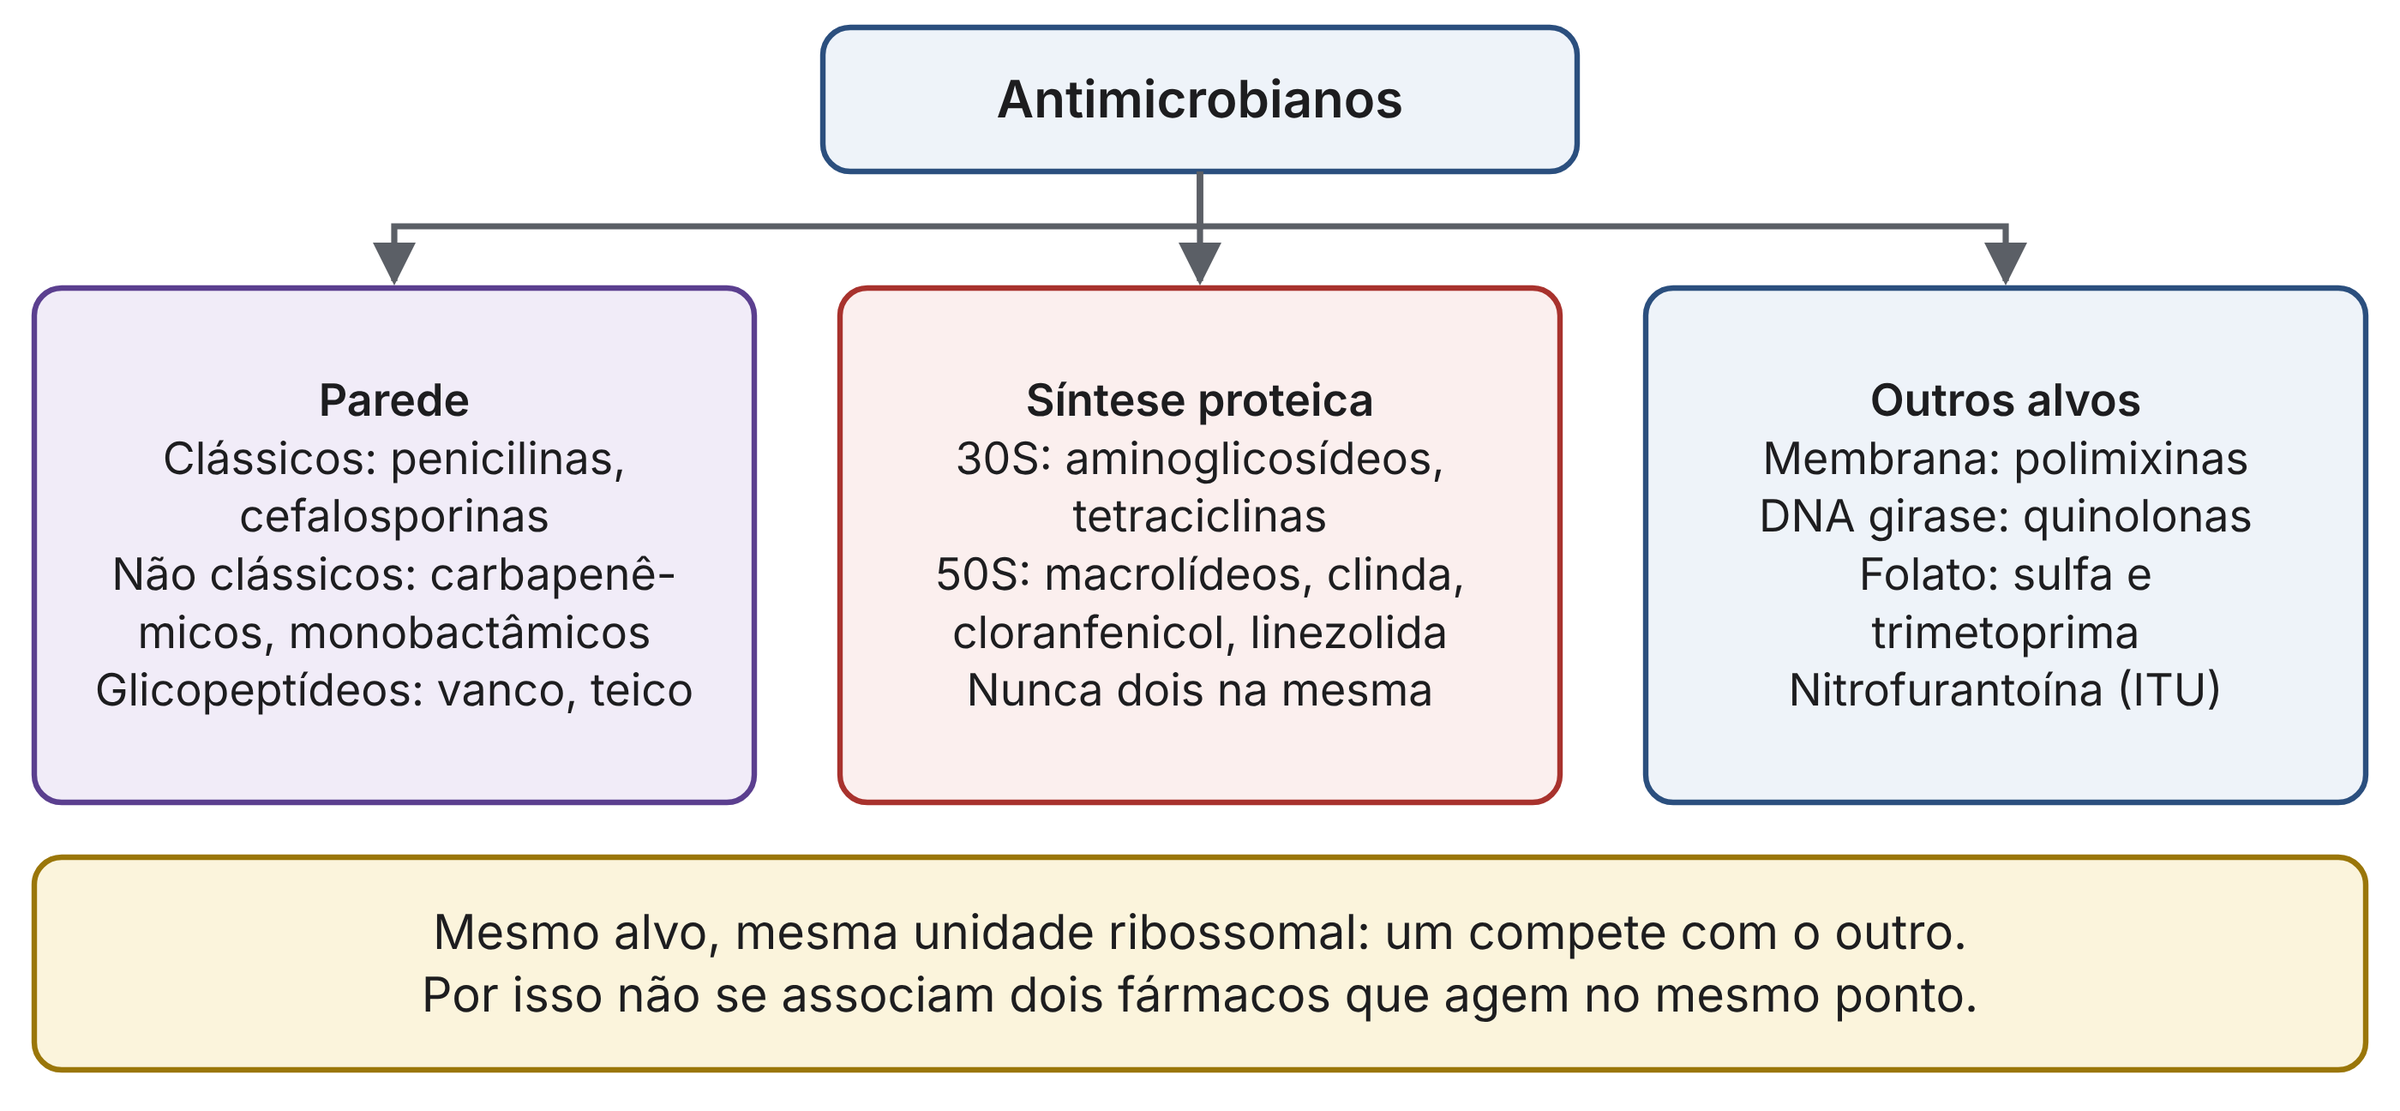 Antimicrobianos
Parede
Clássicos: penicilinas,
cefalosporinas
Não clássicos: carbapenê-
micos, monobactâmicos
Glicopeptídeos: vanco, teico
Síntese proteica
30S: aminoglicosídeos,
tetraciclinas
50S: macrolídeos, clinda,
cloranfenicol, linezolida
Nunca dois na mesma
Outros alvos
Membrana: polimixinas
DNA girase: quinolonas
Folato: sulfa e
trimetoprima
Nitrofurantoína (ITU)
Mesmo alvo, mesma unidade ribossomal: um compete com o outro.
Por isso não se associam dois fármacos que agem no mesmo ponto.